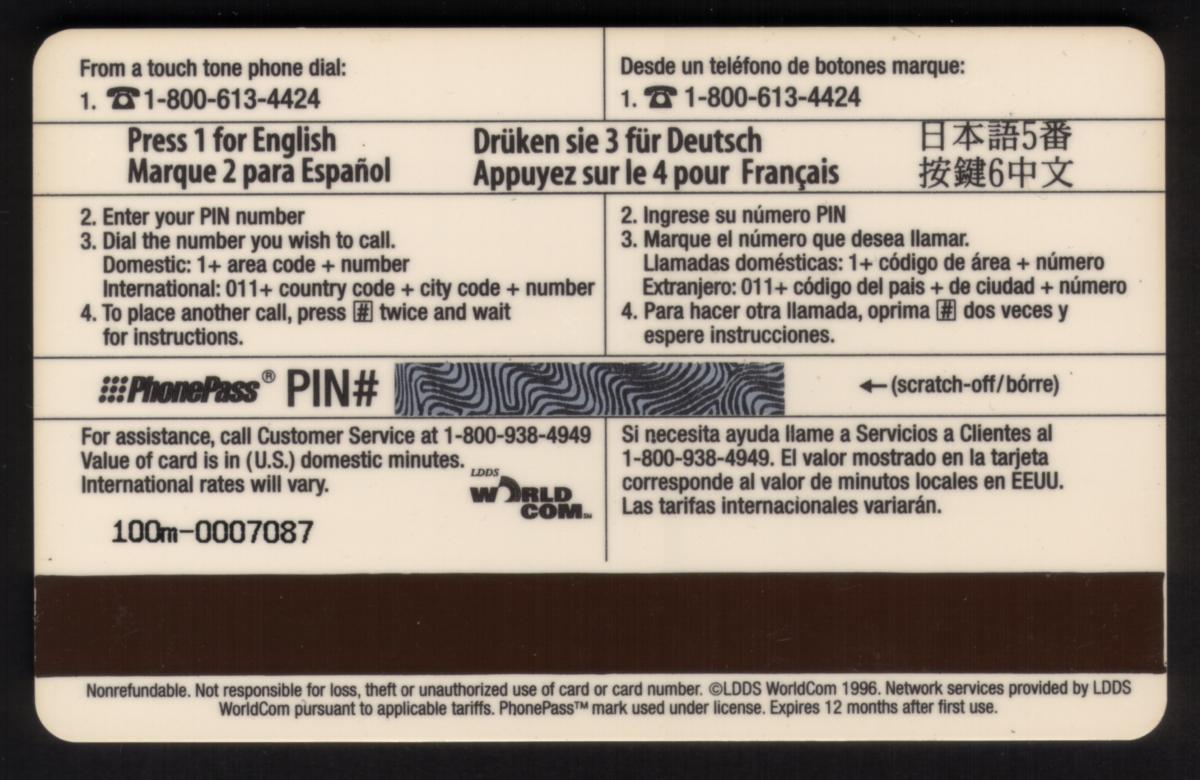 From a touch tone phone dial:
1. ☎ 1-800-613-4424
Desde un teléfono de botones marque:
1. ☎ 1-800-613-4424
Press 1 for English
Marque 2 para Español
Drüken sie 3 für Deutsch
Appuyez sur le 4 pour Français
日本語5番
按鍵6中文
2. Enter your PIN number
3. Dial the number you wish to call.
Domestic: 1+ area code + number
International: 011+ country code + city code + number
4. To place another call, press # twice and wait
for instructions.
2. Ingrese su número PIN
3. Marque el número que desea llamar.
Llamadas domésticas: 1+ código de área + número
Extranjero: 011+ código del pais + de ciudad + número
4. Para hacer otra llamada, oprima # dos veces y
espere instrucciones.
PhonePass® PIN#
←(scratch-off/bórre)
For assistance, call Customer Service at 1-800-938-4949
Value of card is in (U.S.) domestic minutes.
International rates will vary.
LDDS
WORLD
COM℠
100m-0007087
Si necesita ayuda llame a Servicios a Clientes al
1-800-938-4949. El valor mostrado en la tarjeta
corresponde al valor de minutos locales en EEUU.
Las tarifas internacionales variarán.
Nonrefundable. Not responsible for loss, theft or unauthorized use of card or card number. ©LDDS WorldCom 1996. Network services provided by LDDS
WorldCom pursuant to applicable tariffs. PhonePass™ mark used under license. Expires 12 months after first use.